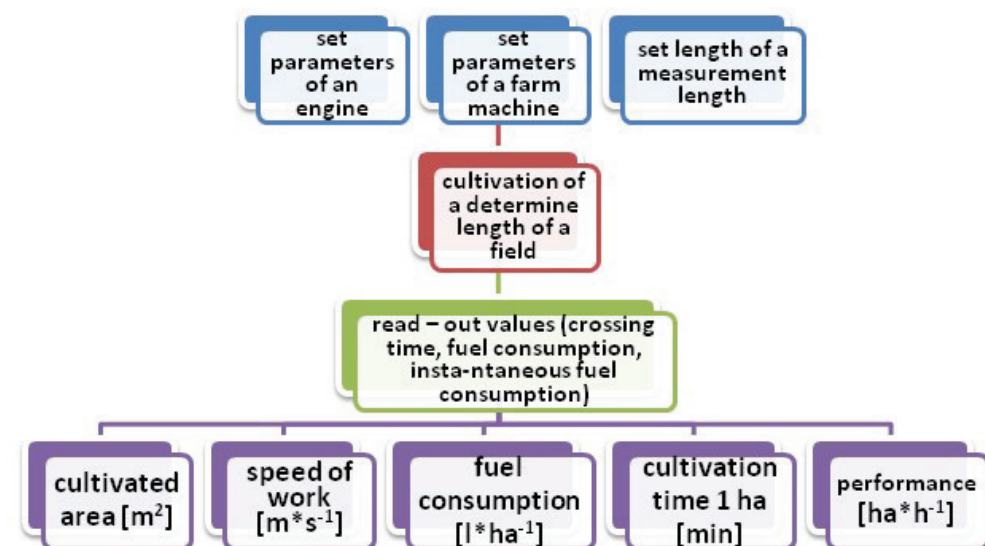 set
parameters
of an
engine
set
parameters
of a farm
machine
set length of a
measurement
length
cultivation of
a determine
length of a
field
read – out values (crossing
time, fuel consumption,
insta-ntaneous fuel
consumption)
cultivated
area [m²]
speed of
work
[m*s⁻¹]
fuel
consumption
[l*ha⁻¹]
cultivation
time 1 ha
[min]
performance
[ha*h⁻¹]